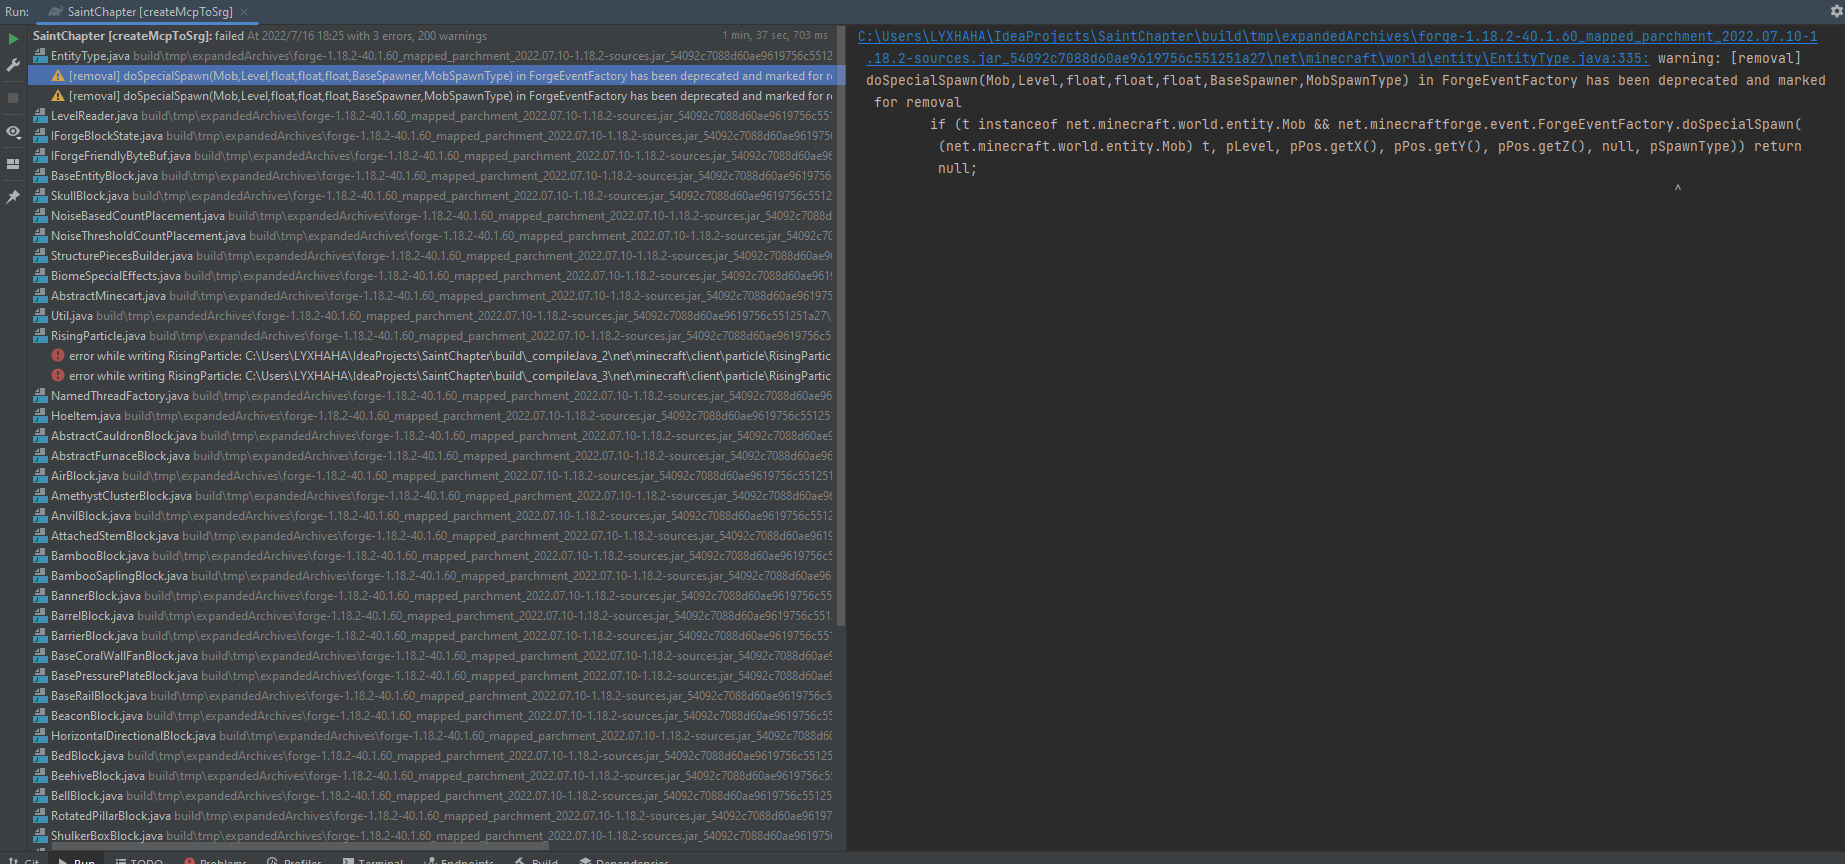 Run: SaintChapter [createMcpToSrg]
SaintChapter [createMcpToSrg]: failed At 2022/7/16 18:25 with 3 errors, 200 warnings 1 min, 37 sec, 703 ms
EntityType.java build\tmp\expandedArchives\forge-1.18.2-40.1.60_mapped_parchment_2022.07.10-1.18.2-sources.jar_54092c7088d60ae9619756c5512
[removal] doSpecialSpawn(Mob,Level,float,float,float,BaseSpawner,MobSpawnType) in ForgeEventFactory has been deprecated and marked for r
[removal] doSpecialSpawn(Mob,Level,float,float,float,BaseSpawner,MobSpawnType) in ForgeEventFactory has been deprecated and marked for r
LevelReader.java build\tmp\expandedArchives\forge-1.18.2-40.1.60_mapped_parchment_2022.07.10-1.18.2-sources.jar_54092c7088d60ae9619756c551
IForgeBlockState.java build\tmp\expandedArchives\forge-1.18.2-40.1.60_mapped_parchment_2022.07.10-1.18.2-sources.jar_54092c7088d60ae96197
IForgeFriendlyByteBuf.java build\tmp\expandedArchives\forge-1.18.2-40.1.60_mapped_parchment_2022.07.10-1.18.2-sources.jar_54092c7088d60ae
BaseEntityBlock.java build\tmp\expandedArchives\forge-1.18.2-40.1.60_mapped_parchment_2022.07.10-1.18.2-sources.jar_54092c7088d60ae96197
SkullBlock.java build\tmp\expandedArchives\forge-1.18.2-40.1.60_mapped_parchment_2022.07.10-1.18.2-sources.jar_54092c7088d60ae9619756c5512
NoiseBasedCountPlacement.java build\tmp\expandedArchives\forge-1.18.2-40.1.60_mapped_parchment_2022.07.10-1.18.2-sources.jar_54092c7088d
NoiseThresholdCountPlacement.java build\tmp\expandedArchives\forge-1.18.2-40.1.60_mapped_parchment_2022.07.10-1.18.2-sources.jar_54092c70
StructurePiecesBuilder.java build\tmp\expandedArchives\forge-1.18.2-40.1.60_mapped_parchment_2022.07.10-1.18.2-sources.jar_54092c7088d60ae9
BiomeSpecialEffects.java build\tmp\expandedArchives\forge-1.18.2-40.1.60_mapped_parchment_2022.07.10-1.18.2-sources.jar_54092c7088d60ae961
AbstractMinecart.java build\tmp\expandedArchives\forge-1.18.2-40.1.60_mapped_parchment_2022.07.10-1.18.2-sources.jar_54092c7088d60ae961975
Util.java build\tmp\expandedArchives\forge-1.18.2-40.1.60_mapped_parchment_2022.07.10-1.18.2-sources.jar_54092c7088d60ae9619756c551251a27\
RisingParticle.java build\tmp\expandedArchives\forge-1.18.2-40.1.60_mapped_parchment_2022.07.10-1.18.2-sources.jar_54092c7088d60ae9619756c5
error while writing RisingParticle: C:\Users\LYXHAHA\IdeaProjects\SaintChapter\build\_compileJava_2\net\minecraft\client\particle\RisingPartic
error while writing RisingParticle: C:\Users\LYXHAHA\IdeaProjects\SaintChapter\build\_compileJava_3\net\minecraft\client\particle\RisingPartic
NamedThreadFactory.java build\tmp\expandedArchives\forge-1.18.2-40.1.60_mapped_parchment_2022.07.10-1.18.2-sources.jar_54092c7088d60ae96
HoeItem.java build\tmp\expandedArchives\forge-1.18.2-40.1.60_mapped_parchment_2022.07.10-1.18.2-sources.jar_54092c7088d60ae9619756c55125
AbstractCauldronBlock.java build\tmp\expandedArchives\forge-1.18.2-40.1.60_mapped_parchment_2022.07.10-1.18.2-sources.jar_54092c7088d60ae9
AbstractFurnaceBlock.java build\tmp\expandedArchives\forge-1.18.2-40.1.60_mapped_parchment_2022.07.10-1.18.2-sources.jar_54092c7088d60ae96
AirBlock.java build\tmp\expandedArchives\forge-1.18.2-40.1.60_mapped_parchment_2022.07.10-1.18.2-sources.jar_54092c7088d60ae9619756c551251
AmethystClusterBlock.java build\tmp\expandedArchives\forge-1.18.2-40.1.60_mapped_parchment_2022.07.10-1.18.2-sources.jar_54092c7088d60ae96
AnvilBlock.java build\tmp\expandedArchives\forge-1.18.2-40.1.60_mapped_parchment_2022.07.10-1.18.2-sources.jar_54092c7088d60ae9619756c5512
AttachedStemBlock.java build\tmp\expandedArchives\forge-1.18.2-40.1.60_mapped_parchment_2022.07.10-1.18.2-sources.jar_54092c7088d60ae9619
BambooBlock.java build\tmp\expandedArchives\forge-1.18.2-40.1.60_mapped_parchment_2022.07.10-1.18.2-sources.jar_54092c7088d60ae9619756c55
BambooSaplingBlock.java build\tmp\expandedArchives\forge-1.18.2-40.1.60_mapped_parchment_2022.07.10-1.18.2-sources.jar_54092c7088d60ae96
BannerBlock.java build\tmp\expandedArchives\forge-1.18.2-40.1.60_mapped_parchment_2022.07.10-1.18.2-sources.jar_54092c7088d60ae9619756c55
BarrelBlock.java build\tmp\expandedArchives\forge-1.18.2-40.1.60_mapped_parchment_2022.07.10-1.18.2-sources.jar_54092c7088d60ae9619756c551
BarrierBlock.java build\tmp\expandedArchives\forge-1.18.2-40.1.60_mapped_parchment_2022.07.10-1.18.2-sources.jar_54092c7088d60ae9619756c55
BaseCoralWallFanBlock.java build\tmp\expandedArchives\forge-1.18.2-40.1.60_mapped_parchment_2022.07.10-1.18.2-sources.jar_54092c7088d60ae
BasePressurePlateBlock.java build\tmp\expandedArchives\forge-1.18.2-40.1.60_mapped_parchment_2022.07.10-1.18.2-sources.jar_54092c7088d60ae
BaseRailBlock.java build\tmp\expandedArchives\forge-1.18.2-40.1.60_mapped_parchment_2022.07.10-1.18.2-sources.jar_54092c7088d60ae9619756c5
BeaconBlock.java build\tmp\expandedArchives\forge-1.18.2-40.1.60_mapped_parchment_2022.07.10-1.18.2-sources.jar_54092c7088d60ae9619756c55
HorizontalDirectionalBlock.java build\tmp\expandedArchives\forge-1.18.2-40.1.60_mapped_parchment_2022.07.10-1.18.2-sources.jar_54092c7088d60
BedBlock.java build\tmp\expandedArchives\forge-1.18.2-40.1.60_mapped_parchment_2022.07.10-1.18.2-sources.jar_54092c7088d60ae9619756c55125
BeehiveBlock.java build\tmp\expandedArchives\forge-1.18.2-40.1.60_mapped_parchment_2022.07.10-1.18.2-sources.jar_54092c7088d60ae9619756c5
BellBlock.java build\tmp\expandedArchives\forge-1.18.2-40.1.60_mapped_parchment_2022.07.10-1.18.2-sources.jar_54092c7088d60ae9619756c55125
RotatedPillarBlock.java build\tmp\expandedArchives\forge-1.18.2-40.1.60_mapped_parchment_2022.07.10-1.18.2-sources.jar_54092c7088d60ae9619
ShulkerBoxBlock.java build\tmp\expandedArchives\forge-1.18.2-40.1.60_mapped_parchment_2022.07.10-1.18.2-sources.jar_54092c7088d60ae961975
C:\Users\LYXHAHA\IdeaProjects\SaintChapter\build\tmp\expandedArchives\forge-1.18.2-40.1.60_mapped_parchment_2022.07.10-1
.18.2-sources.jar_54092c7088d60ae9619756c551251a27\net\minecraft\world\entity\EntityType.java:335: warning: [removal]
doSpecialSpawn(Mob,Level,float,float,float,BaseSpawner,MobSpawnType) in ForgeEventFactory has been deprecated and marked
for removal
if (t instanceof net.minecraft.world.entity.Mob && net.minecraftforge.event.ForgeEventFactory.doSpecialSpawn(
(net.minecraft.world.entity.Mob) t, pLevel, pPos.getX(), pPos.getY(), pPos.getZ(), null, pSpawnType)) return
null;
^
Git Run TODO Problems Profiler Terminal Endpoints Build Dependencies